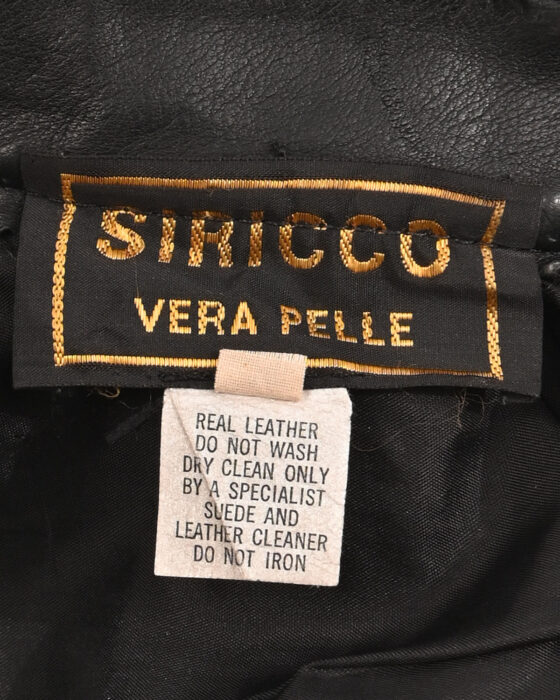 SIRICCO
VERA PELLE
REAL LEATHER
DO NOT WASH
DRY CLEAN ONLY
BY A SPECIALIST
SUEDE AND
LEATHER CLEANER
DO NOT IRON